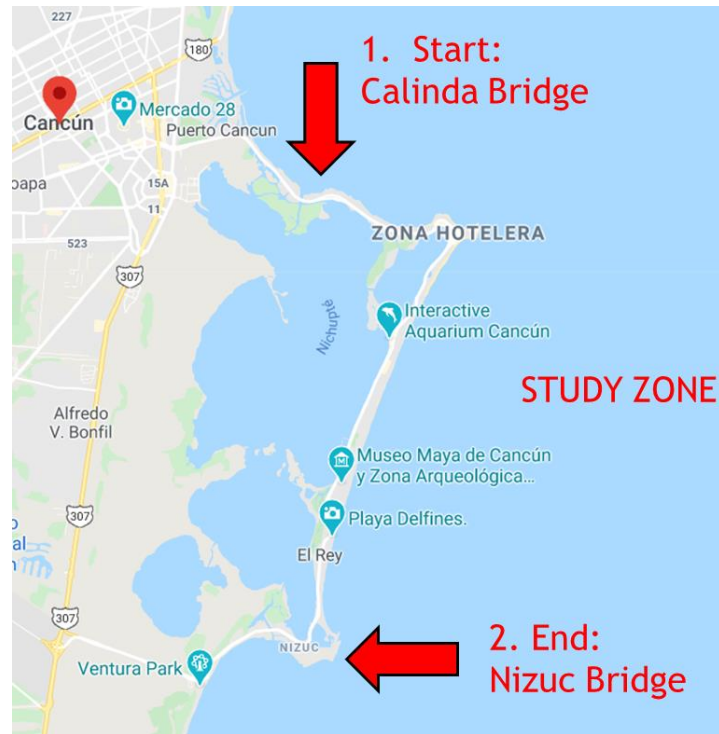 227
180
1. Start:
Calinda Bridge
Mercado 28
Cancún
Puerto Cancun
15A
11
ZONA HOTELERA
523
307
Nichupté
Interactive
Aquarium Cancún
STUDY ZONE
Alfredo
V. Bonfil
Museo Maya de Cancún
y Zona Arqueológica...
307
Playa Delfines.
al
El Rey
307
NIZUC
2. End:
Nizuc Bridge
Ventura Park